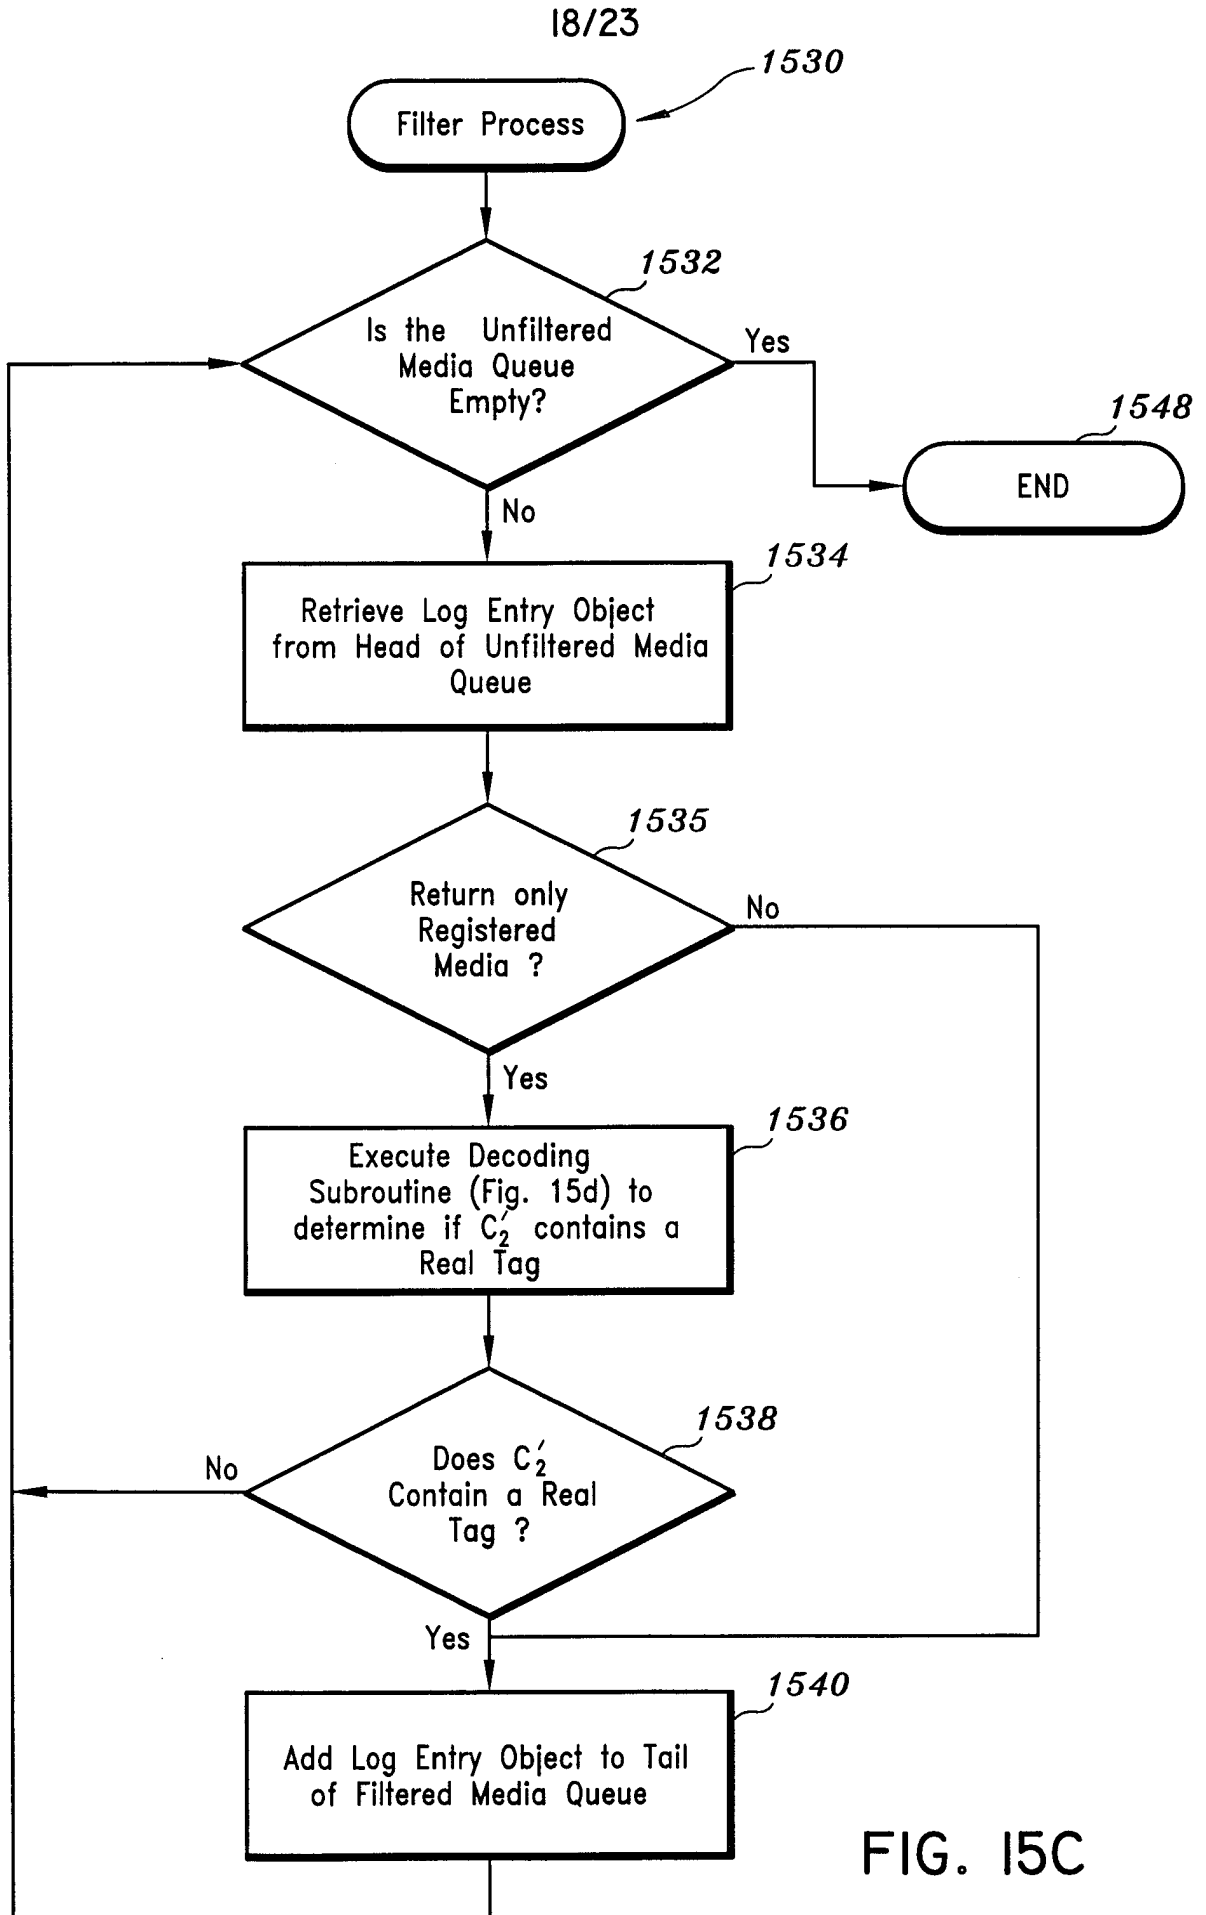 18/23
1530
Filter Process
1532
Is the Unfiltered
Media Queue
Empty?
Yes
1548
END
No
1534
Retrieve Log Entry Object
from Head of Unfiltered Media
Queue
1535
Return only
Registered
Media ?
No
Yes
1536
Execute Decoding
Subroutine (Fig. 15d) to
determine if C₂′ contains a
Real Tag
1538
Does C₂′
Contain a Real
Tag ?
No
Yes
1540
Add Log Entry Object to Tail
of Filtered Media Queue
FIG. 15C